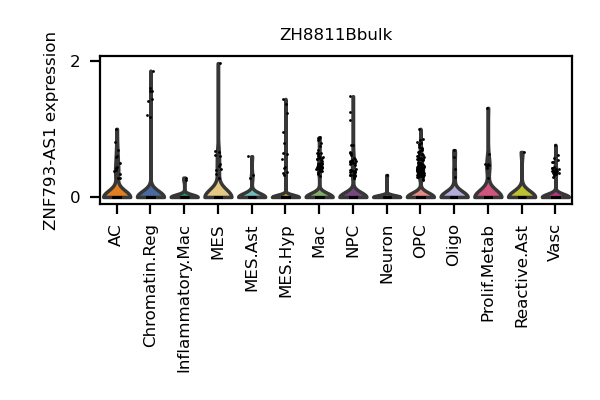 ZH8811Bbulk
ZNF793-AS1 expression
2
0
AC
Chromatin.Reg
Inflammatory.Mac
MES
MES.Ast
MES.Hyp
Mac
NPC
Neuron
OPC
Oligo
Prolif.Metab
Reactive.Ast
Vasc